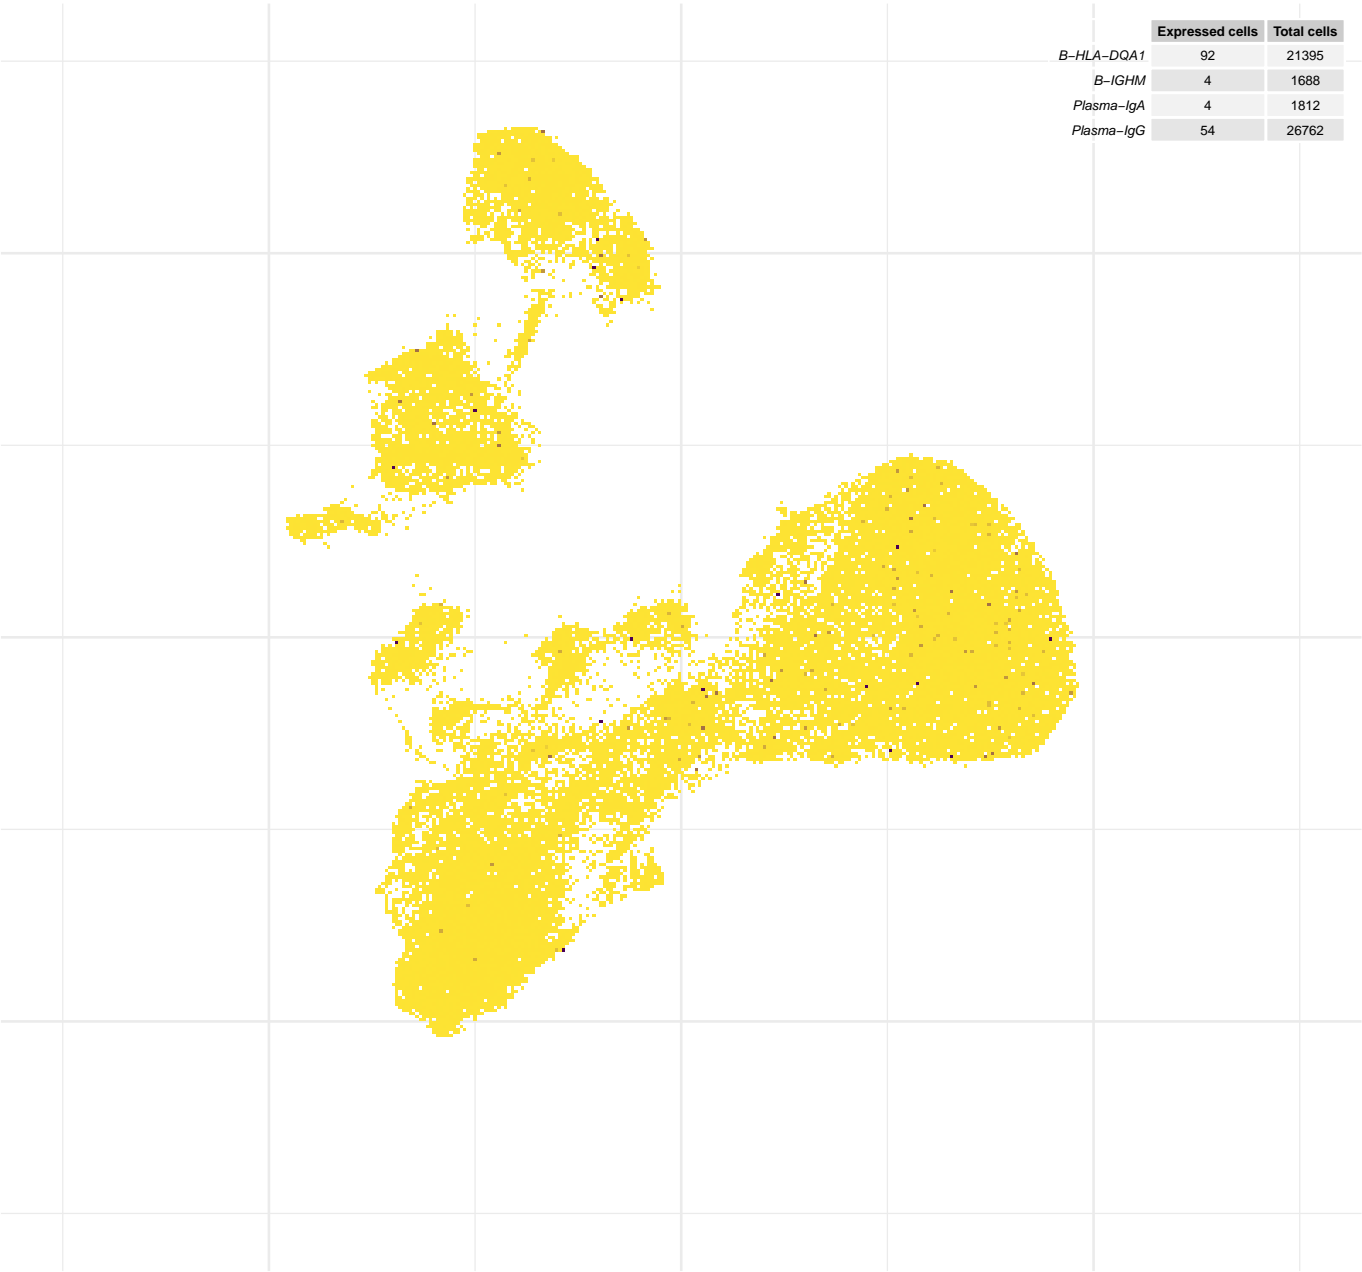 Expressed cells Total cells
B−HLA−DQA1 92 21395
B−IGHM 4 1688
Plasma−IgA 4 1812
Plasma−IgG 54 26762